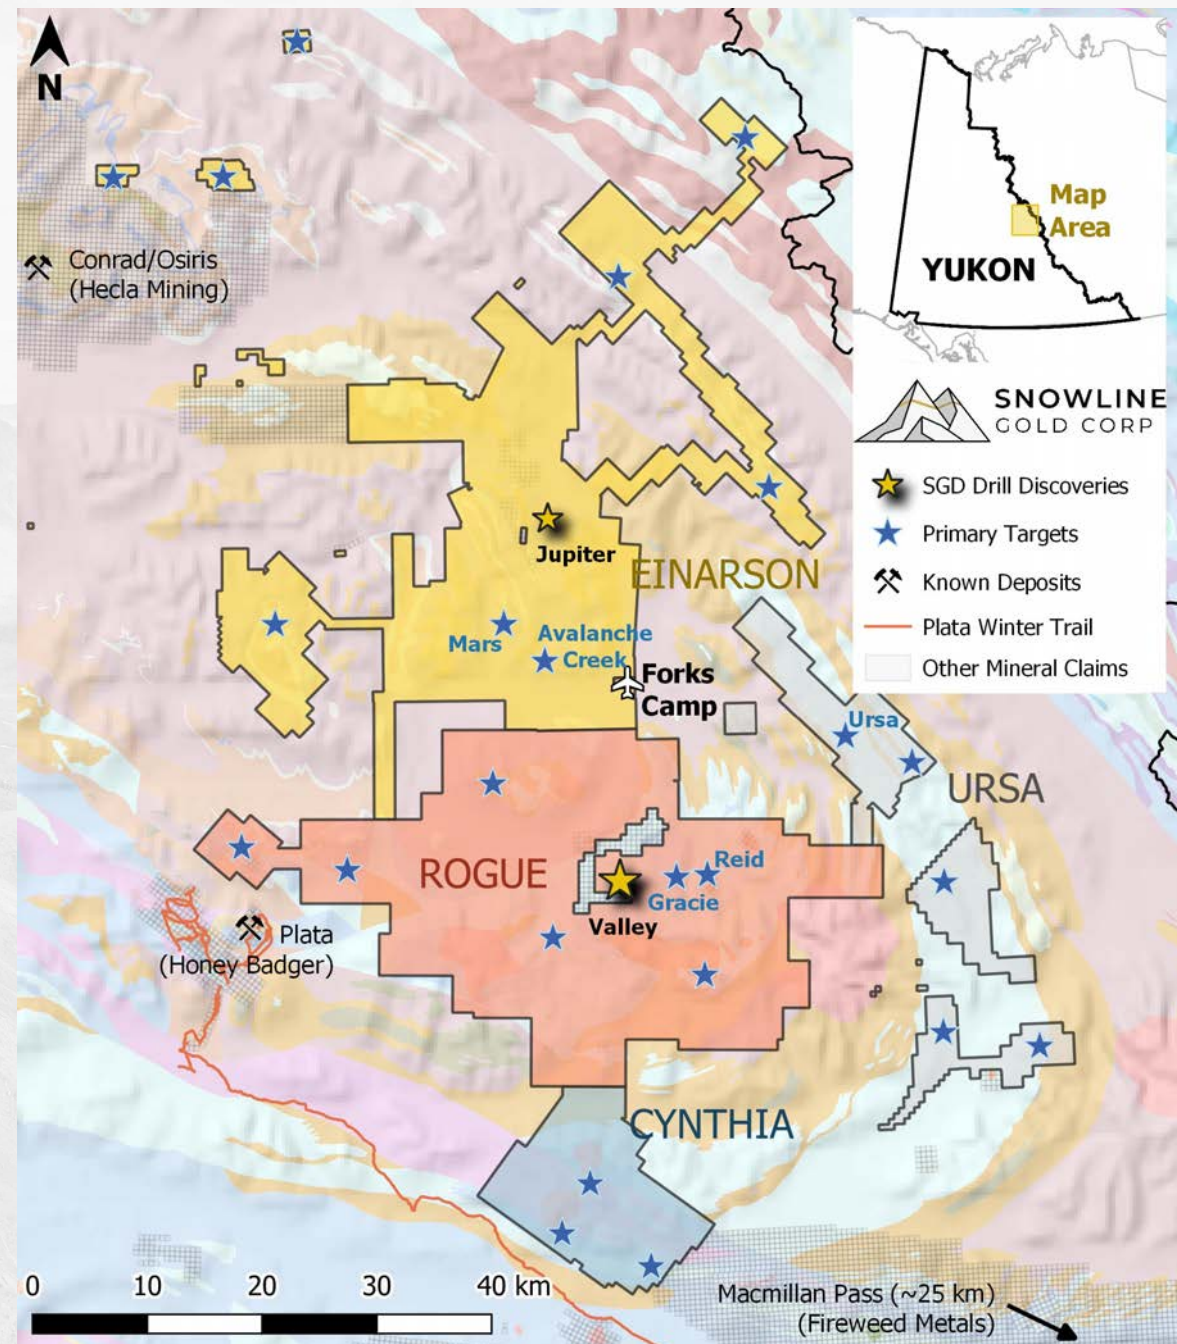 N
Conrad/Osiris
(Hecla Mining)
Map
Area
YUKON
SNOWLINE
GOLD CORP
SGD Drill Discoveries
Primary Targets
Known Deposits
Plata Winter Trail
Other Mineral Claims
Jupiter
EINARSON
Mars
Avalanche
Creek
Forks
Camp
Ursa
URSA
ROGUE
Reid
Gracie
Valley
Plata
(Honey Badger)
CYNTHIA
0 10 20 30 40 km
Macmillan Pass (~25 km)
(Fireweed Metals)